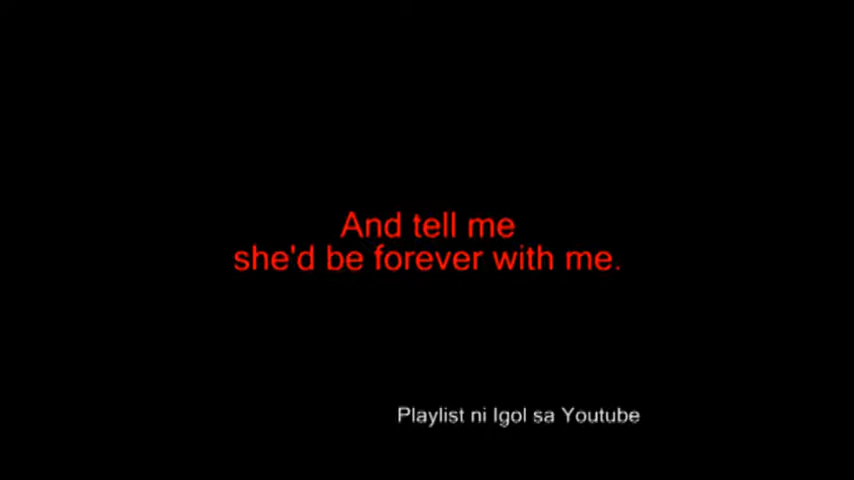 And tell me
she'd be forever with me.
Playlist ni Igol sa Youtube